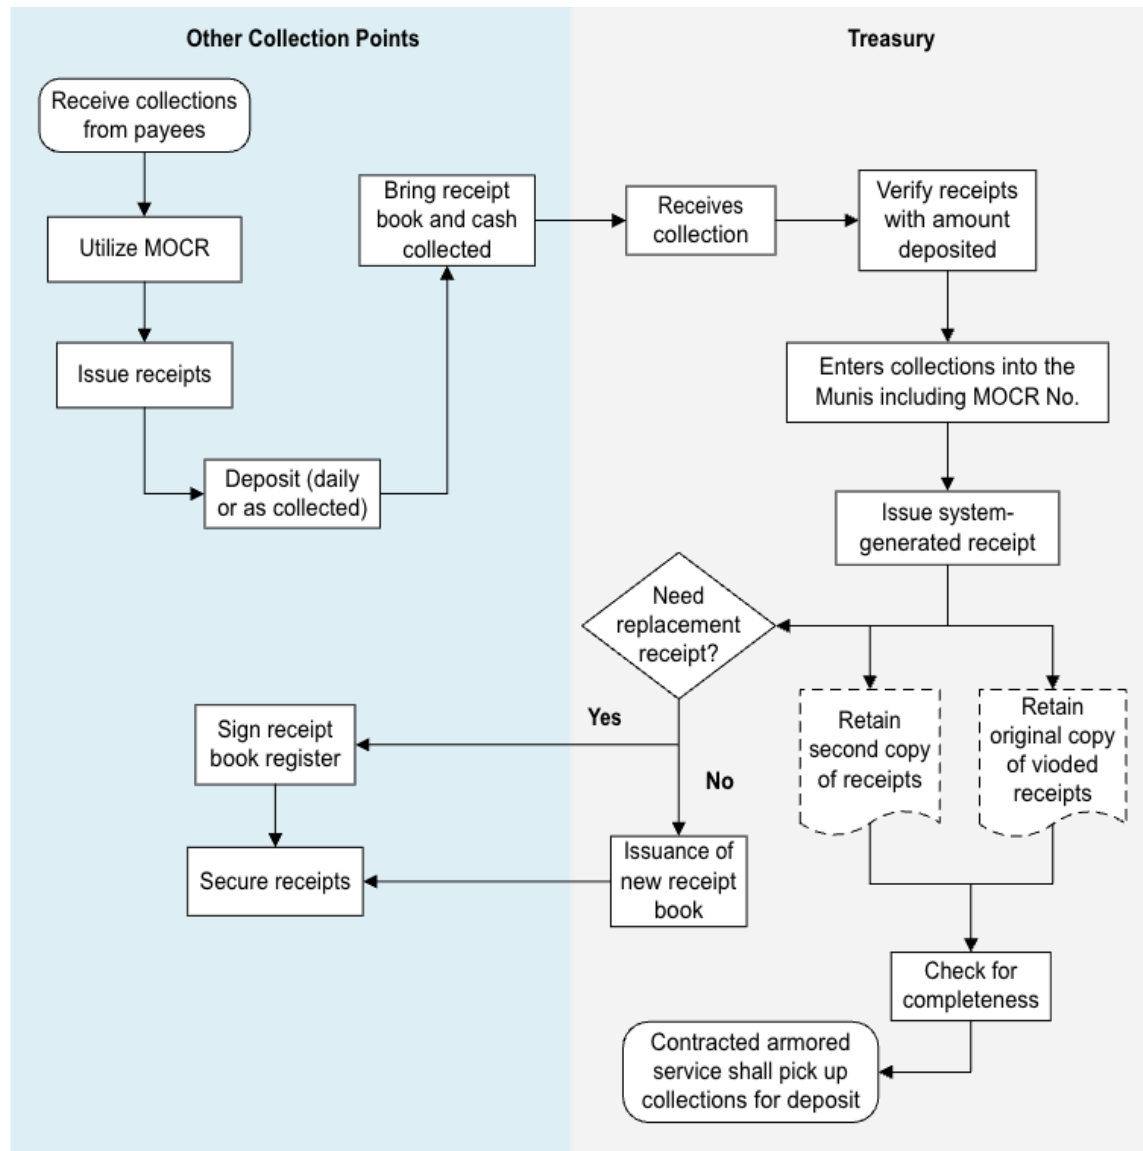 Other Collection Points
Treasury
Receive collections
from payees
Utilize MOCR
Issue receipts
Deposit (daily
or as collected)
Bring receipt
book and cash
collected
Receives
collection
Verify receipts
with amount
deposited
Enters collections into the
Munis including MOCR No.
Issue system-
generated receipt
Need
replacement
receipt?
Yes
No
Sign receipt
book register
Secure receipts
Issuance of
new receipt
book
Retain
second copy
of receipts
Retain
original copy
of vioded
receipts
Check for
completeness
Contracted armored
service shall pick up
collections for deposit